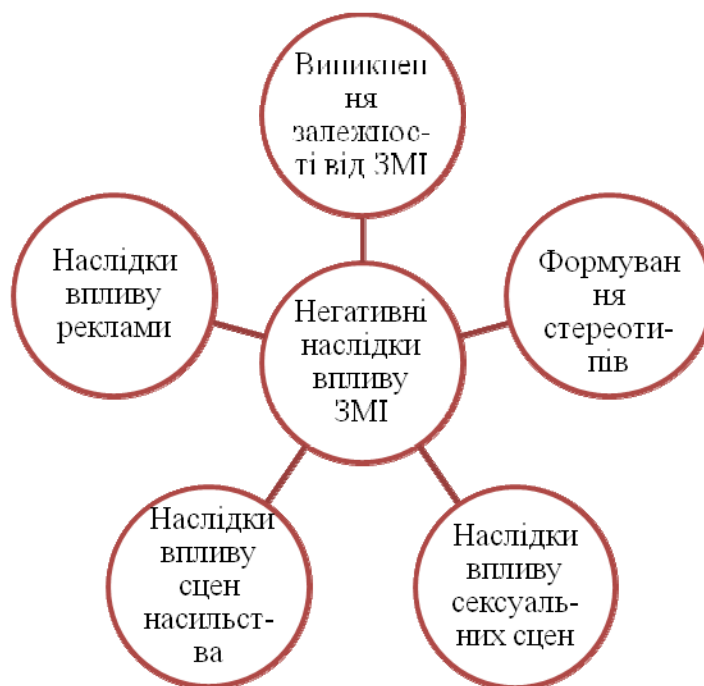 Виникнен
ня
залежнос-
ті від ЗМІ
Наслідки
впливу
реклами
Формуван
ня
стереоти-
пів
Негативні
наслідки
впливу
ЗМІ
Наслідки
впливу
сцен
насильст-
ва
Наслідки
впливу
сексуаль-
них сцен